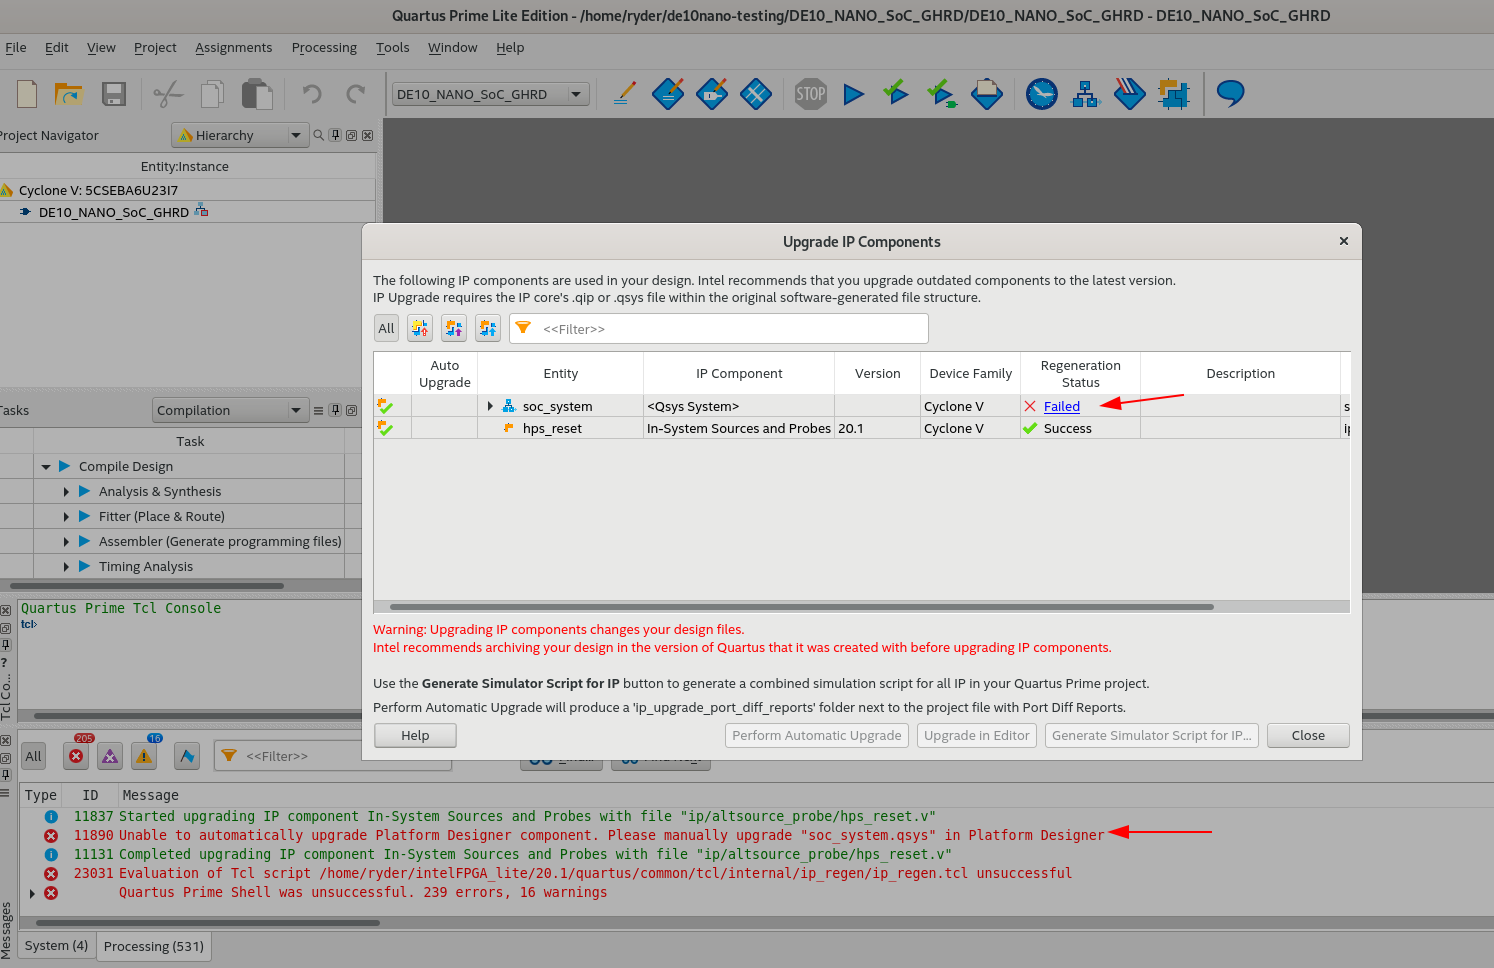 Quartus Prime Lite Edition - /home/ryder/de10nano-testing/DE10_NANO_SoC_GHRD/DE10_NANO_SoC_GHRD - DE10_NANO_SoC_GHRD
File Edit View Project Assignments Processing Tools Window Help
DE10_NANO_SoC_GHRD
STOP
Project Navigator
Hierarchy
Entity:Instance
Cyclone V: 5CSEBA6U23I7
DE10_NANO_SoC_GHRD
Tasks
Compilation
Task
Compile Design
Analysis & Synthesis
Fitter (Place & Route)
Assembler (Generate programming files)
Timing Analysis
Upgrade IP Components
The following IP components are used in your design. Intel recommends that you upgrade outdated components to the latest version.
IP Upgrade requires the IP core's .qip or .qsys file within the original software-generated file structure.
All <<Filter>>
Auto Upgrade Entity IP Component Version Device Family Regeneration Status Description
soc_system <Qsys System> Cyclone V Failed s
hps_reset In-System Sources and Probes 20.1 Cyclone V Success
Warning: Upgrading IP components changes your design files.
Intel recommends archiving your design in the version of Quartus that it was created with before upgrading IP components.
Use the Generate Simulator Script for IP button to generate a combined simulation script for all IP in your Quartus Prime project.
Perform Automatic Upgrade will produce a 'ip_upgrade_port_diff_reports' folder next to the project file with Port Diff Reports.
Help Perform Automatic Upgrade Upgrade in Editor Generate Simulator Script for IP... Close
Quartus Prime Tcl Console
tcl>
?
Tcl Co...
205 16
All <<Filter>>
Type ID Message
11837 Started upgrading IP component In-System Sources and Probes with file "ip/altsource_probe/hps_reset.v"
11890 Unable to automatically upgrade Platform Designer component. Please manually upgrade "soc_system.qsys" in Platform Designer
11131 Completed upgrading IP component In-System Sources and Probes with file "ip/altsource_probe/hps_reset.v"
23031 Evaluation of Tcl script /home/ryder/intelFPGA_lite/20.1/quartus/common/tcl/internal/ip_regen/ip_regen.tcl unsuccessful
Quartus Prime Shell was unsuccessful. 239 errors, 16 warnings
Messages
System (4) Processing (531)